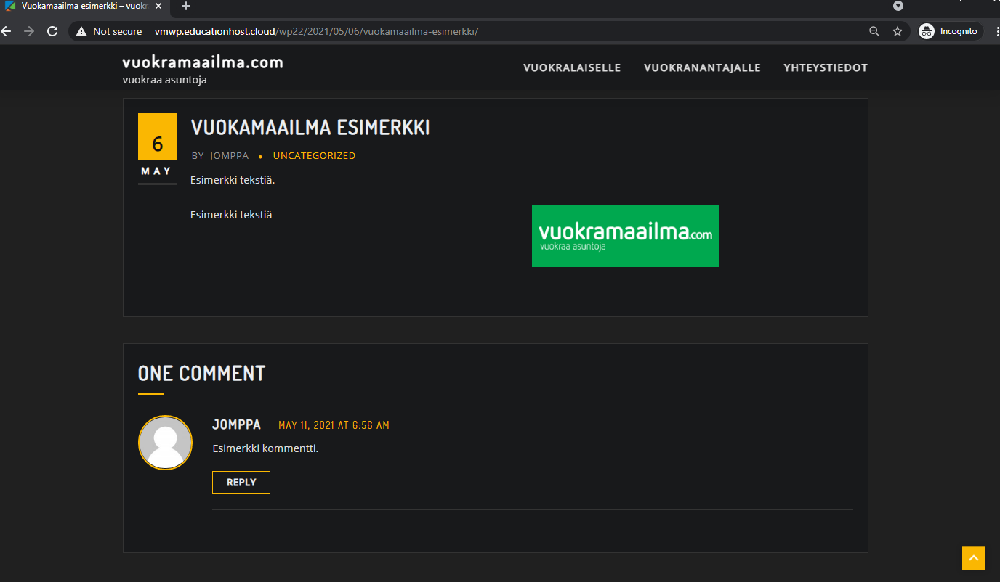 Vuokamaailma esimerkki – vuokr
Not secure
vmwp.educationhost.cloud/wp22/2021/05/06/vuokamaailma-esimerkki/
Incognito
vuokramaailma.com
vuokraa asuntoja
VUOKRALAISELLE
VUOKRANANTAJALLE
YHTEYSTIEDOT
6
MAY
VUOKAMAAILMA ESIMERKKI
BY JOMPPA • UNCATEGORIZED
Esimerkki tekstiä.
Esimerkki tekstiä
vuokramaailma.com
vuokraa asuntoja
ONE COMMENT
JOMPPA MAY 11, 2021 AT 6:56 AM
Esimerkki kommentti.
REPLY